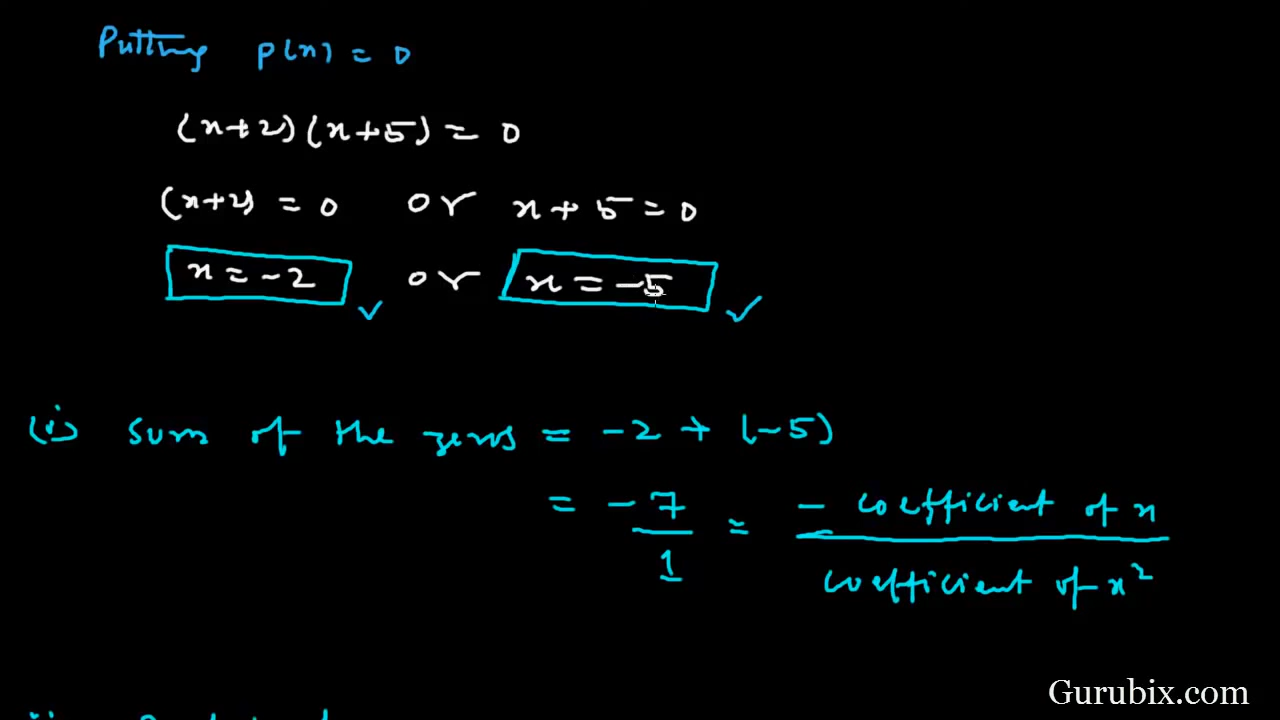 Putting p(x) = 0
(x+2)(x+5) = 0
(x+2) = 0 or x+5=0
x = -2 or x = -5
(i) sum of the zeros = -2 + (-5)
= -7/1 = - coefficient of x / coefficient of x²
Gurubix.com